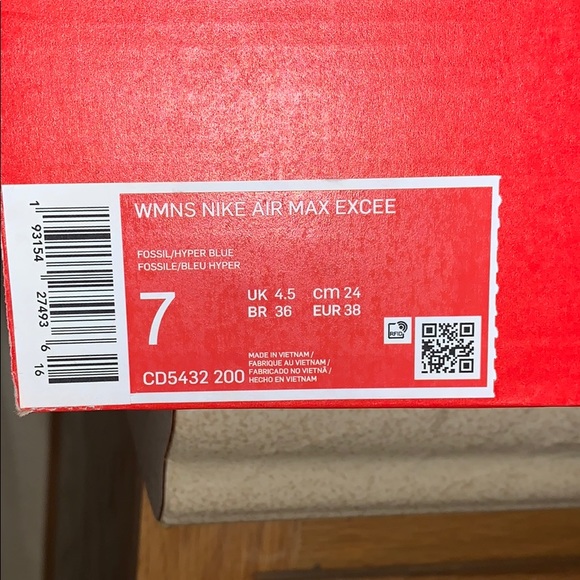 WMNS NIKE AIR MAX EXCEE
FOSSIL/HYPER BLUE
FOSSILE/BLEU HYPER
7
UK 4.5 cm 24
BR 36 EUR 38
RFID
CD5432 200
MADE IN VIETNAM /
FABRIQUE AU VIETNAM /
FABRICADO NO VIETNÃ /
HECHO EN VIETNAM
1 93154 27493 6 16